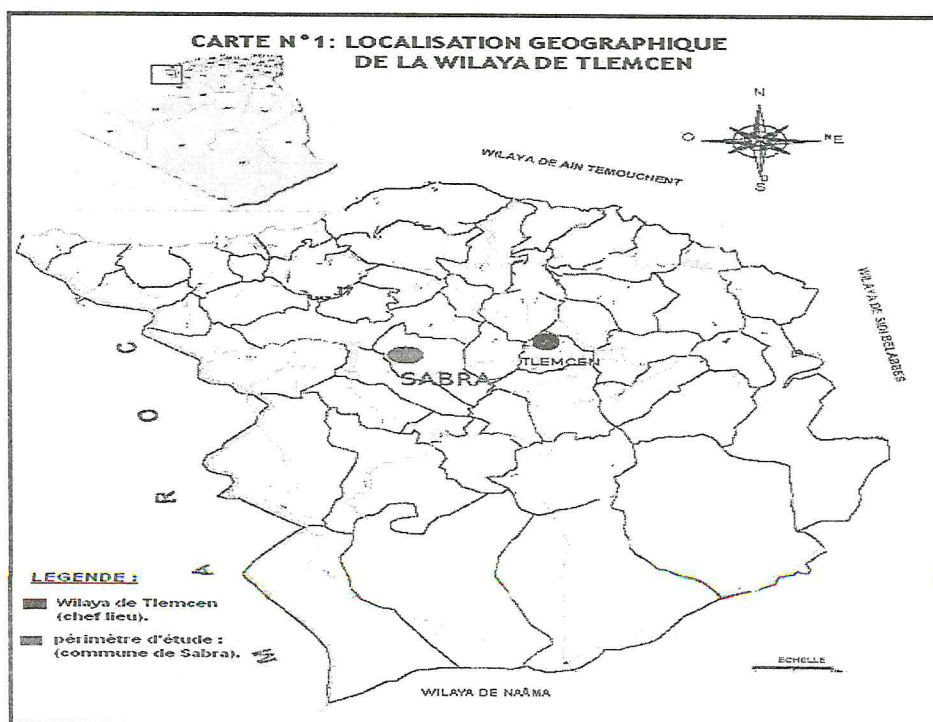 CARTE N°1: LOCALISATION GEOGRAPHIQUE
DE LA WILAYA DE TLEMCEN
N
O
NE
S
WILAYA DE AIN TEMOUCHENT
WILAYA DE SIDI BELABBES
TLEMCEN
SABRA
M A R O C
LEGENDE :
Wilaya de Tlemcen
(chef lieu).
périmètre d'étude :
(commune de Sabra).
ECHELLE
WILAYA DE NAÂMA